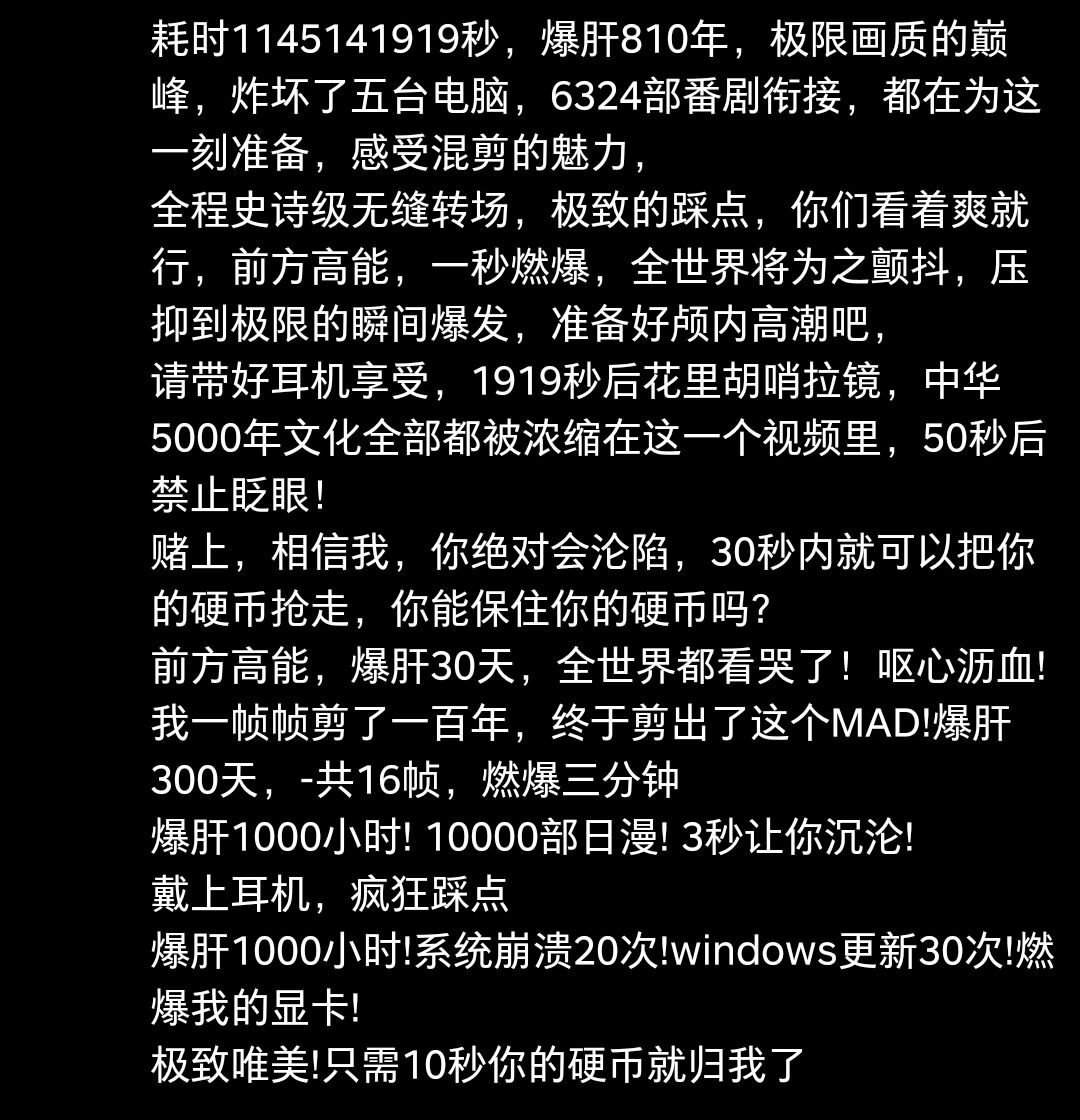 耗时1145141919秒，爆肝810年，极限画质的巅
峰，炸坏了五台电脑，6324部番剧衔接，都在为这
一刻准备，感受混剪的魅力，
全程史诗级无缝转场，极致的踩点，你们看着爽就
行，前方高能，一秒燃爆，全世界将为之颤抖，压
抑到极限的瞬间爆发，准备好颅内高潮吧，
请带好耳机享受，1919秒后花里胡哨拉镜，中华
5000年文化全部都被浓缩在这一个视频里，50秒后
禁止眨眼！
赌上，相信我，你绝对会沦陷，30秒内就可以把你
的硬币抢走，你能保住你的硬币吗？
前方高能，爆肝30天，全世界都看哭了！呕心沥血!
我一帧帧剪了一百年，终于剪出了这个MAD!爆肝
300天，-共16帧，燃爆三分钟
爆肝1000小时! 10000部日漫! 3秒让你沉沦!
戴上耳机，疯狂踩点
爆肝1000小时!系统崩溃20次!windows更新30次!燃
爆我的显卡!
极致唯美!只需10秒你的硬币就归我了